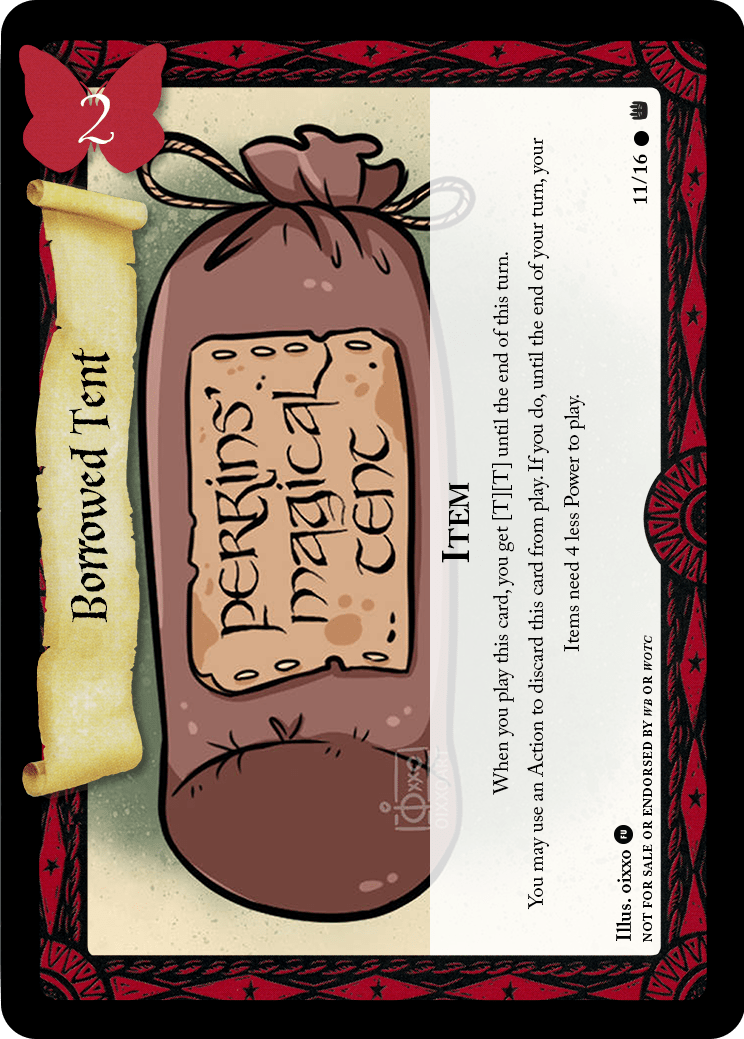 2
Borrowed Tent
PERRINS'
MAGICAL
TENT
ITEM
When you play this card, you get [T][T] until the end of this turn.
You may use an Action to discard this card from play. If you do, until the end of your turn, your
Items need 4 less Power to play.
Illus. oixxo FU
NOT FOR SALE OR ENDORSED BY WB OR WOTC
11/16